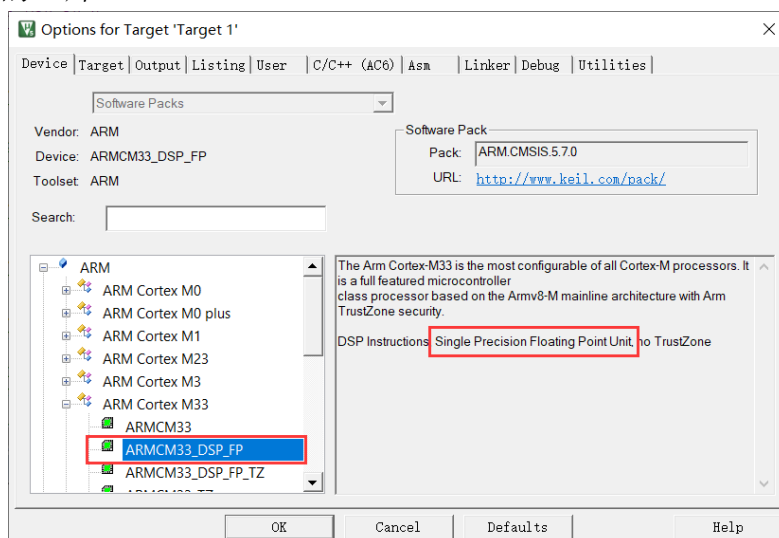 Options for Target 'Target 1'
Device Target Output Listing User C/C++ (AC6) Asm Linker Debug Utilities
Software Packs
Software Pack
Vendor: ARM
Pack: ARM.CMSIS.5.7.0
Device: ARMCM33_DSP_FP
URL: http://www.keil.com/pack/
Toolset: ARM
Search:
ARM
ARM Cortex M0
ARM Cortex M0 plus
ARM Cortex M1
ARM Cortex M23
ARM Cortex M3
ARM Cortex M33
ARMCM33
ARMCM33_DSP_FP
ARMCM33_DSP_FP_TZ
The Arm Cortex-M33 is the most configurable of all Cortex-M processors. It
is a full featured microcontroller
class processor based on the Armv8-M mainline architecture with Arm
TrustZone security.
DSP Instructions, Single Precision Floating Point Unit, no TrustZone
OK Cancel Defaults Help